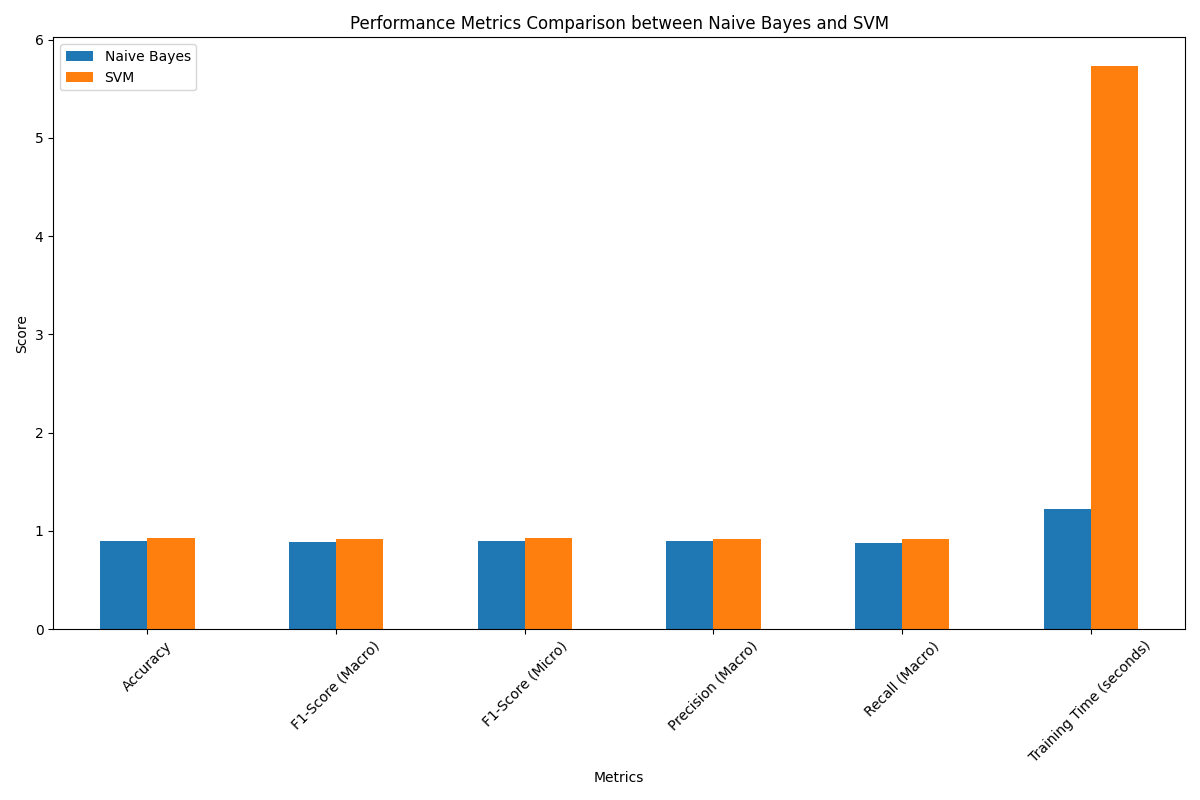 Performance Metrics Comparison between Naive Bayes and SVM
Naive Bayes
SVM
6
5
4
3
2
1
0
Score
Accuracy
F1-Score (Macro)
F1-Score (Micro)
Precision (Macro)
Recall (Macro)
Training Time (seconds)
Metrics